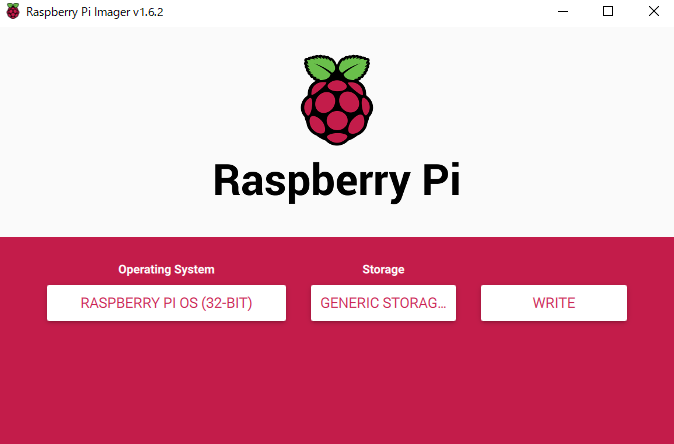 Raspberry Pi Imager v1.6.2
Raspberry Pi
Operating System
Storage
RASPBERRY PI OS (32-BIT)
GENERIC STORAG...
WRITE